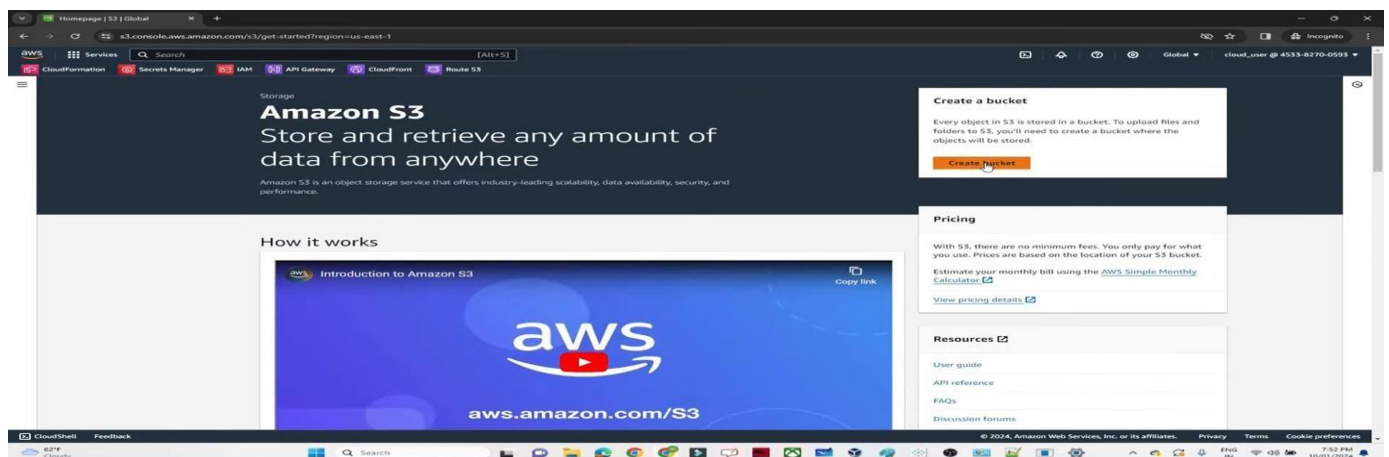 Homepage | S3 | Global
s3.console.aws.amazon.com/s3/get-started?region=us-east-1
Incognito
aws
Services
Search
[Alt+S]
Global
cloud_user @ 4533-8270-0593
CloudFormation
Secrets Manager
IAM
API Gateway
CloudFront
Route 53
Storage
Amazon S3
Store and retrieve any amount of
data from anywhere
Amazon S3 is an object storage service that offers industry-leading scalability, data availability, security, and
performance.
Create a bucket
Every object in S3 is stored in a bucket. To upload files and
folders to S3, you'll need to create a bucket where the
objects will be stored.
Create bucket
How it works
aws
Introduction to Amazon S3
Copy link
aws
aws.amazon.com/S3
Pricing
With S3, there are no minimum fees. You only pay for what
you use. Prices are based on the location of your S3 bucket.
Estimate your monthly bill using the AWS Simple Monthly
Calculator
View pricing details
Resources
User guide
API reference
FAQs
Discussion forums
CloudShell
Feedback
© 2024, Amazon Web Services, Inc. or its affiliates.
Privacy
Terms
Cookie preferences
62°F
Cloudy
Search
ENG
IN
7:52 PM
10/01/2024